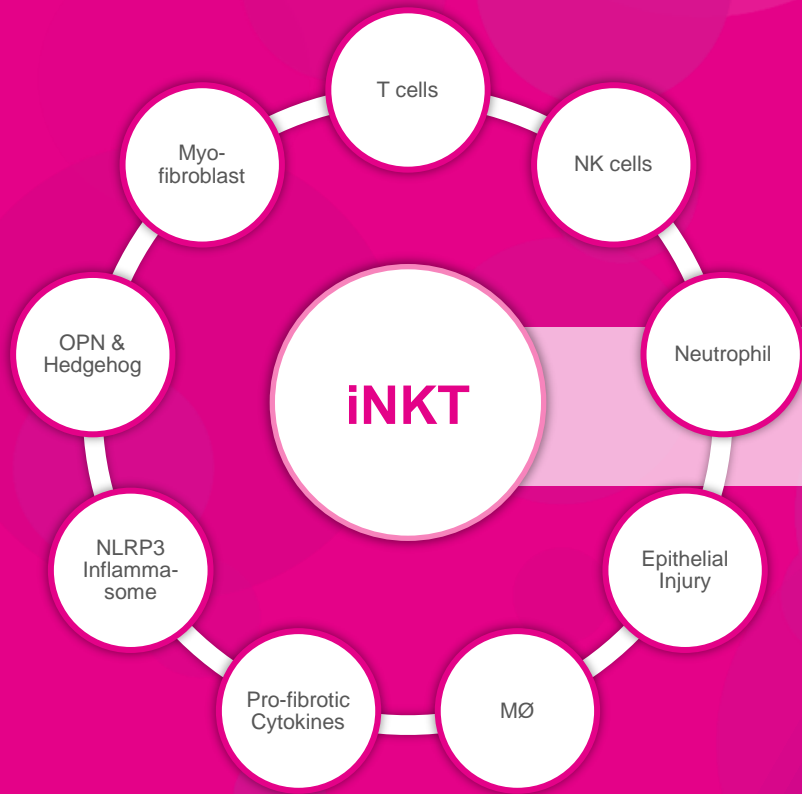 T cells
NK cells
Neutrophil
Epithelial
Injury
MØ
Pro-fibrotic
Cytokines
NLRP3
Inflamma-
some
OPN &
Hedgehog
Myo-
fibroblast
iNKT